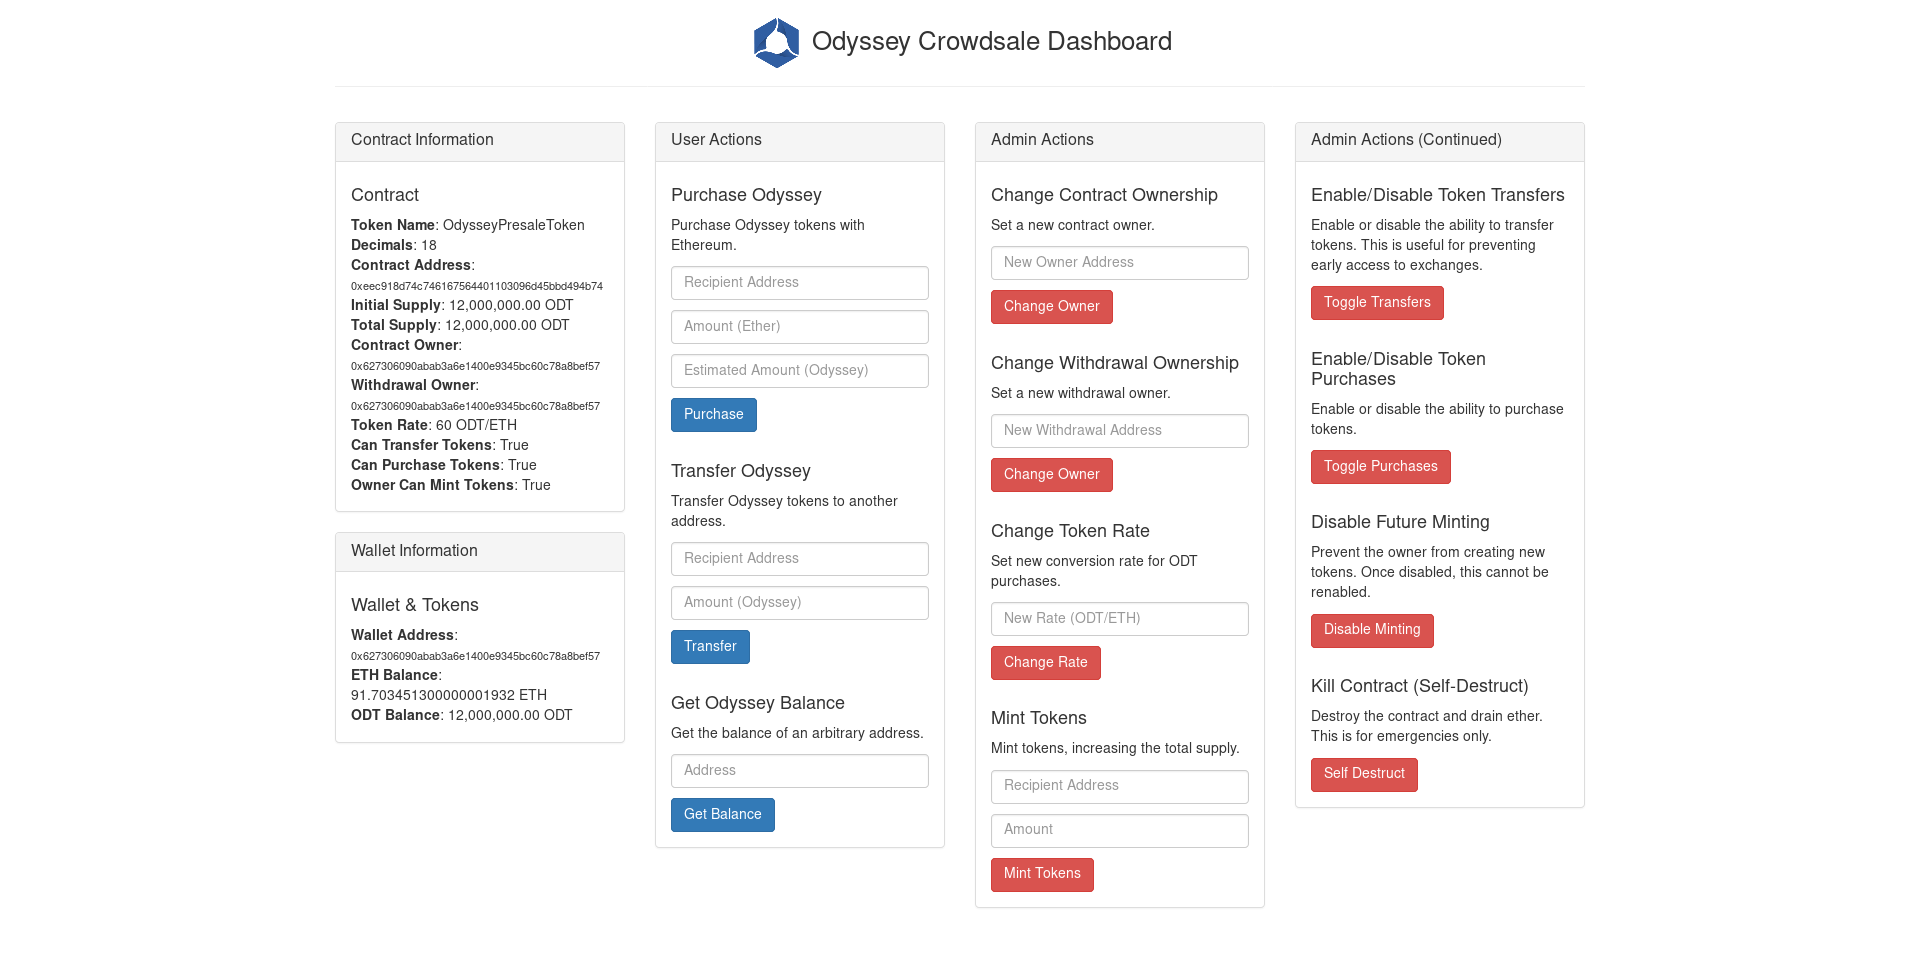 Odyssey Crowdsale Dashboard
Contract Information
Contract
Token Name: OdysseyPresaleToken
Decimals: 18
Contract Address:
0xeec918d74c746167564401103096d45bbd494b74
Initial Supply: 12,000,000.00 ODT
Total Supply: 12,000,000.00 ODT
Contract Owner:
0x627306090abab3a6e1400e9345bc60c78a8bef57
Withdrawal Owner:
0x627306090abab3a6e1400e9345bc60c78a8bef57
Token Rate: 60 ODT/ETH
Can Transfer Tokens: True
Can Purchase Tokens: True
Owner Can Mint Tokens: True
Wallet Information
Wallet & Tokens
Wallet Address:
0x627306090abab3a6e1400e9345bc60c78a8bef57
ETH Balance:
91.703451300000001932 ETH
ODT Balance: 12,000,000.00 ODT
User Actions
Purchase Odyssey
Purchase Odyssey tokens with
Ethereum.
Recipient Address
Amount (Ether)
Estimated Amount (Odyssey)
Purchase
Transfer Odyssey
Transfer Odyssey tokens to another
address.
Recipient Address
Amount (Odyssey)
Transfer
Get Odyssey Balance
Get the balance of an arbitrary address.
Address
Get Balance
Admin Actions
Change Contract Ownership
Set a new contract owner.
New Owner Address
Change Owner
Change Withdrawal Ownership
Set a new withdrawal owner.
New Withdrawal Address
Change Owner
Change Token Rate
Set new conversion rate for ODT
purchases.
New Rate (ODT/ETH)
Change Rate
Mint Tokens
Mint tokens, increasing the total supply.
Recipient Address
Amount
Mint Tokens
Admin Actions (Continued)
Enable/Disable Token Transfers
Enable or disable the ability to transfer
tokens. This is useful for preventing
early access to exchanges.
Toggle Transfers
Enable/Disable Token
Purchases
Enable or disable the ability to purchase
tokens.
Toggle Purchases
Disable Future Minting
Prevent the owner from creating new
tokens. Once disabled, this cannot be
renabled.
Disable Minting
Kill Contract (Self-Destruct)
Destroy the contract and drain ether.
This is for emergencies only.
Self Destruct